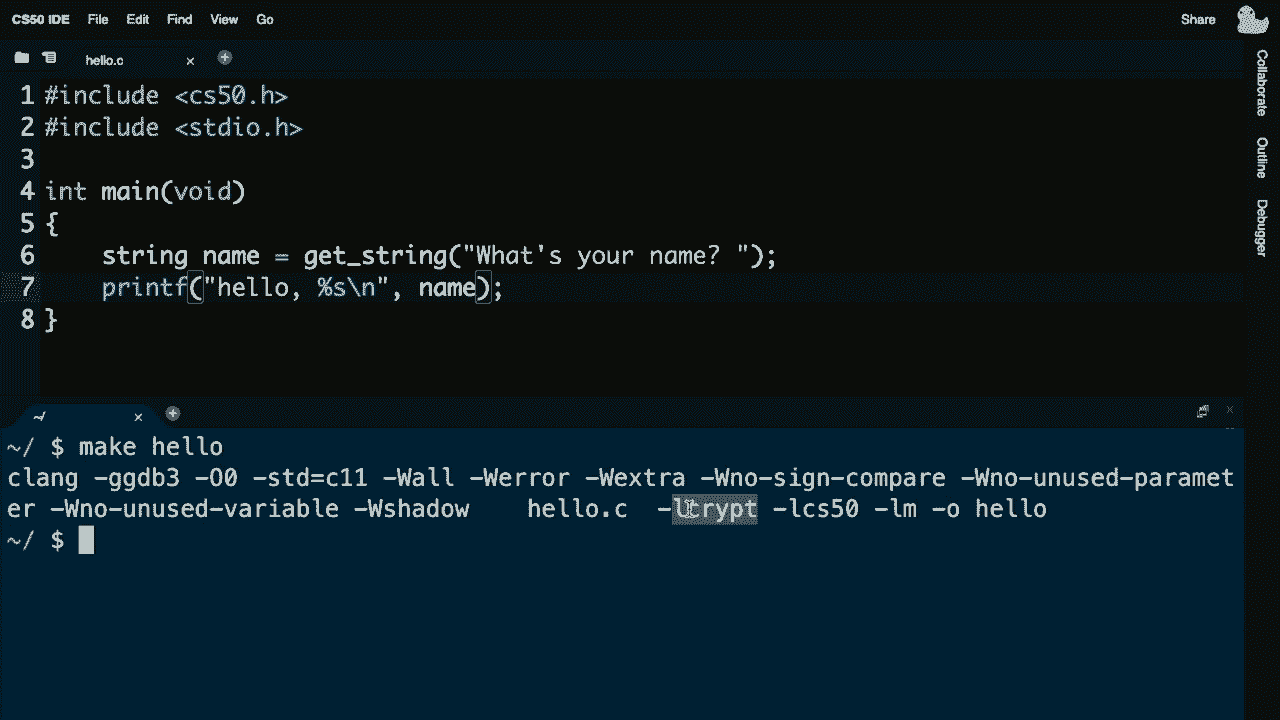 CS50 IDE File Edit Find View Go Share
hello.c
1 #include <cs50.h>
2 #include <stdio.h>
3
4 int main(void)
5 {
6     string name = get_string("What's your name? ");
7     printf("hello, %s\n", name);
8 }
Collaborate
Outline
Debugger
~/
~/ $ make hello
clang -ggdb3 -O0 -std=c11 -Wall -Werror -Wextra -Wno-sign-compare -Wno-unused-paramet
er -Wno-unused-variable -Wshadow    hello.c  -lcrypt -lcs50 -lm -o hello
~/ $